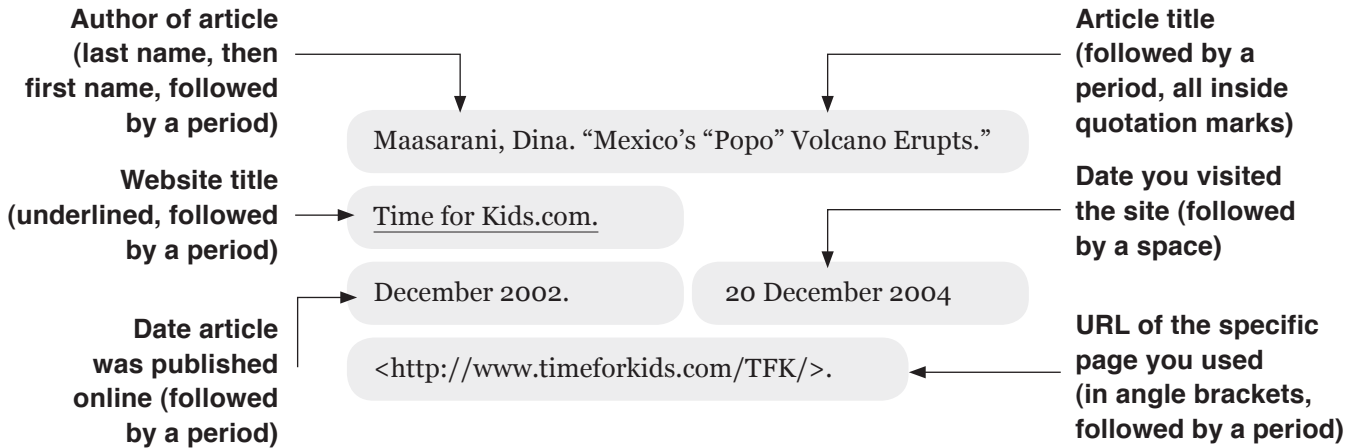 Author of article
(last name, then
first name, followed
by a period)
Article title
(followed by a
period, all inside
quotation marks)
Maasarani, Dina. “Mexico’s “Popo” Volcano Erupts.”
Website title
(underlined, followed
by a period)
Time for Kids.com.
Date you visited
the site (followed
by a space)
December 2002.
20 December 2004
Date article
was published
online (followed
by a period)
<http://www.timeforkids.com/TFK/>.
URL of the specific
page you used
(in angle brackets,
followed by a period)